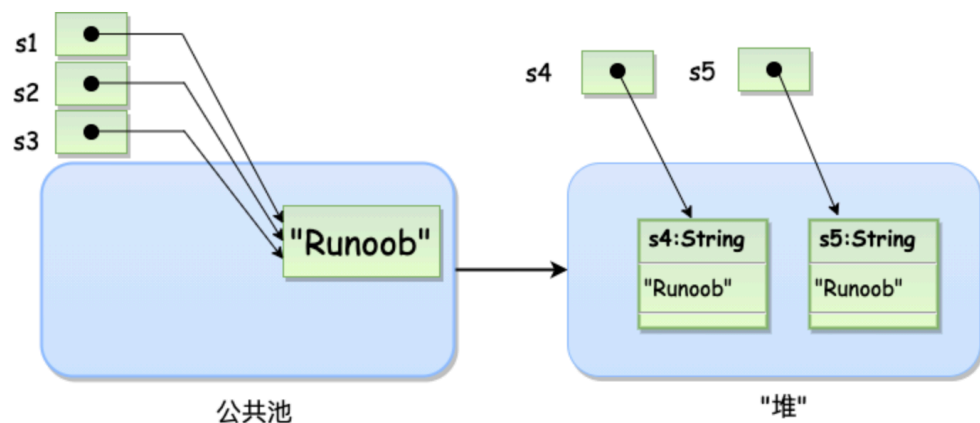 s1
s2
s3
"Runoob"
公共池
s4
s5
s4:String
"Runoob"
s5:String
"Runoob"
"堆"